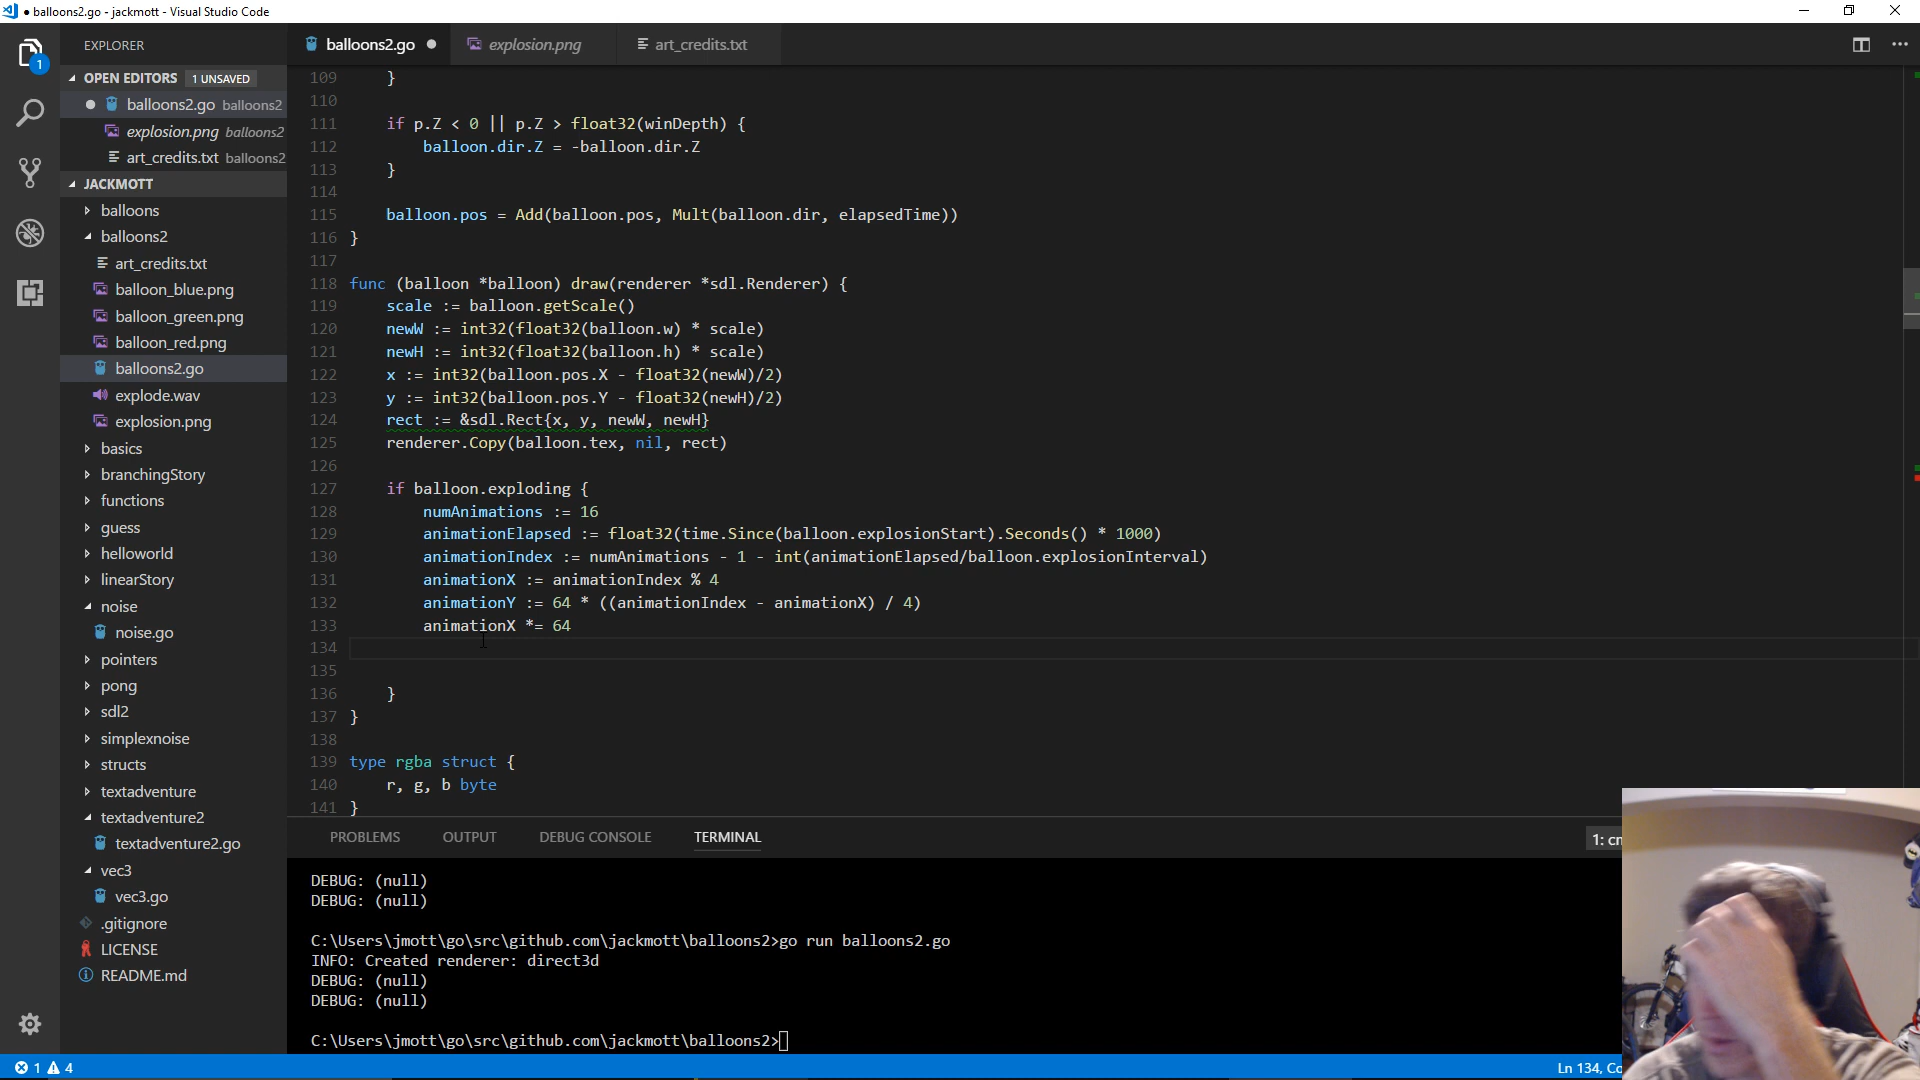 ● balloons2.go - jackmott - Visual Studio Code
EXPLORER
OPEN EDITORS 1 UNSAVED
balloons2.go balloons2
explosion.png balloons2
art_credits.txt balloons2
JACKMOTT
balloons
balloons2
art_credits.txt
balloon_blue.png
balloon_green.png
balloon_red.png
balloons2.go
explode.wav
explosion.png
basics
branchingStory
functions
guess
helloworld
linearStory
noise
noise.go
pointers
pong
sdl2
simplexnoise
structs
textadventure
textadventure2
textadventure2.go
vec3
vec3.go
.gitignore
LICENSE
README.md
1
balloons2.go ●
explosion.png
art_credits.txt
109 }
110
111 if p.Z < 0 || p.Z > float32(winDepth) {
112 balloon.dir.Z = -balloon.dir.Z
113 }
114
115 balloon.pos = Add(balloon.pos, Mult(balloon.dir, elapsedTime))
116 }
117
118 func (balloon *balloon) draw(renderer *sdl.Renderer) {
119 scale := balloon.getScale()
120 newW := int32(float32(balloon.w) * scale)
121 newH := int32(float32(balloon.h) * scale)
122 x := int32(balloon.pos.X - float32(newW)/2)
123 y := int32(balloon.pos.Y - float32(newH)/2)
124 rect := &sdl.Rect{x, y, newW, newH}
125 renderer.Copy(balloon.tex, nil, rect)
126
127 if balloon.exploding {
128 numAnimations := 16
129 animationElapsed := float32(time.Since(balloon.explosionStart).Seconds() * 1000)
130 animationIndex := numAnimations - 1 - int(animationElapsed/balloon.explosionInterval)
131 animationX := animationIndex % 4
132 animationY := 64 * ((animationIndex - animationX) / 4)
133 animationX *= 64
134
135
136 }
137 }
138
139 type rgba struct {
140 r, g, b byte
141 }
PROBLEMS OUTPUT DEBUG CONSOLE TERMINAL
1: cm
DEBUG: (null)
DEBUG: (null)
C:\Users\jmott\go\src\github.com\jackmott\balloons2>go run balloons2.go
INFO: Created renderer: direct3d
DEBUG: (null)
DEBUG: (null)
C:\Users\jmott\go\src\github.com\jackmott\balloons2>
1 4
Ln 134, Co